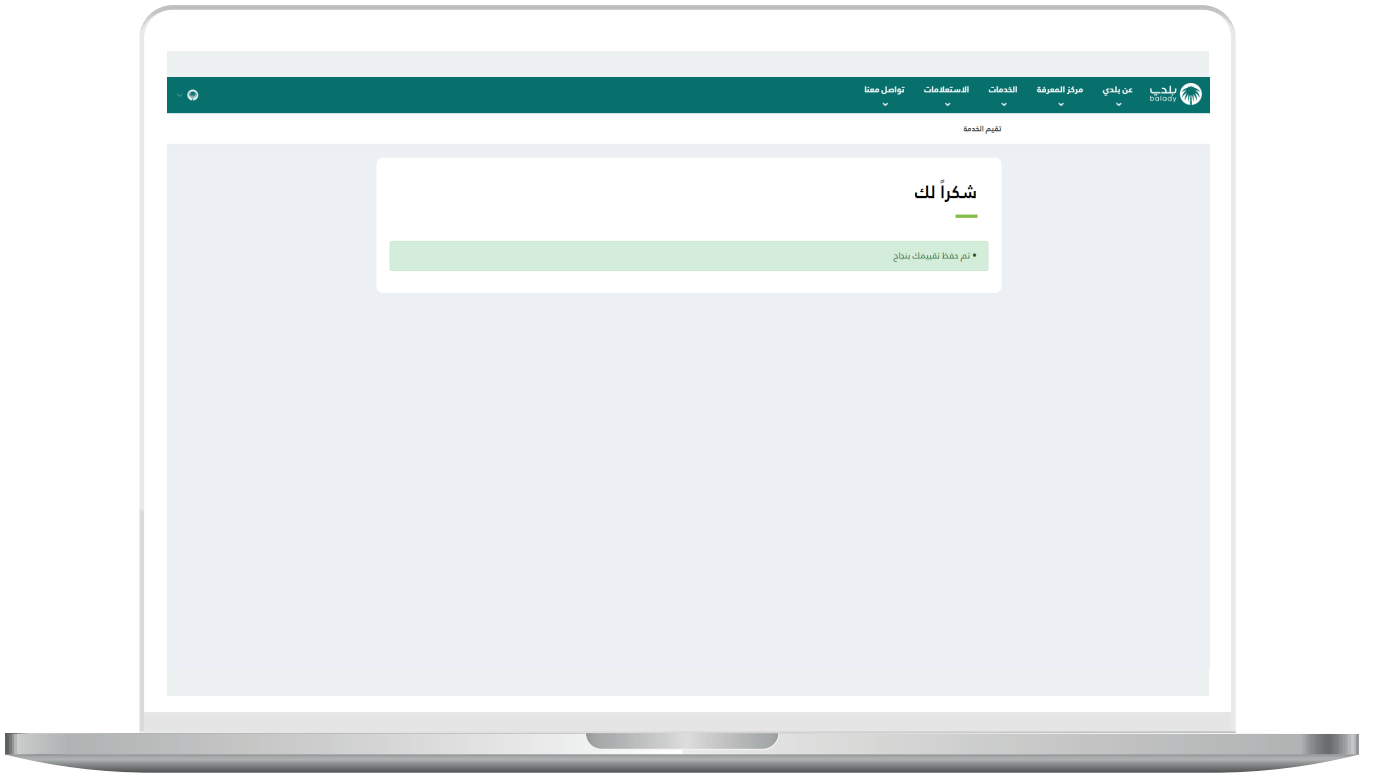 بلدي
balady
عن بلدي
مركز المعرفة
الخدمات
الاستعلامات
تواصل معنا
تقيم الخدمة
شكراً لك
• تم حفظ تقييمك بنجاح